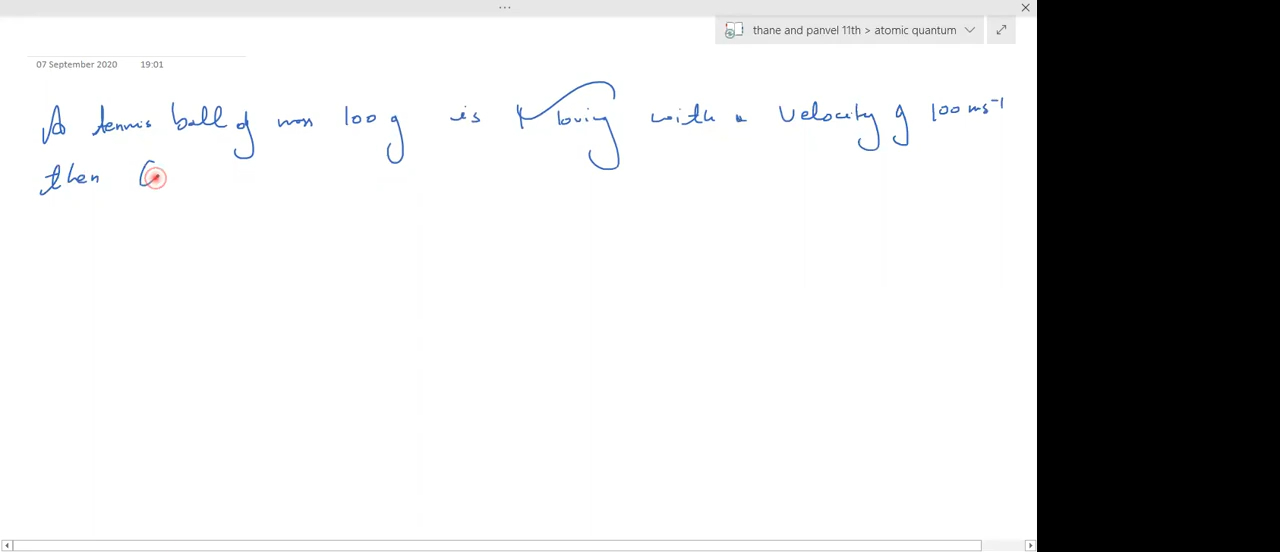 thane and panvel 11th > atomic quantum
07 September 2020 19:01
A tennis ball of mass 100 g is moving with a velocity of 100 ms⁻¹
then